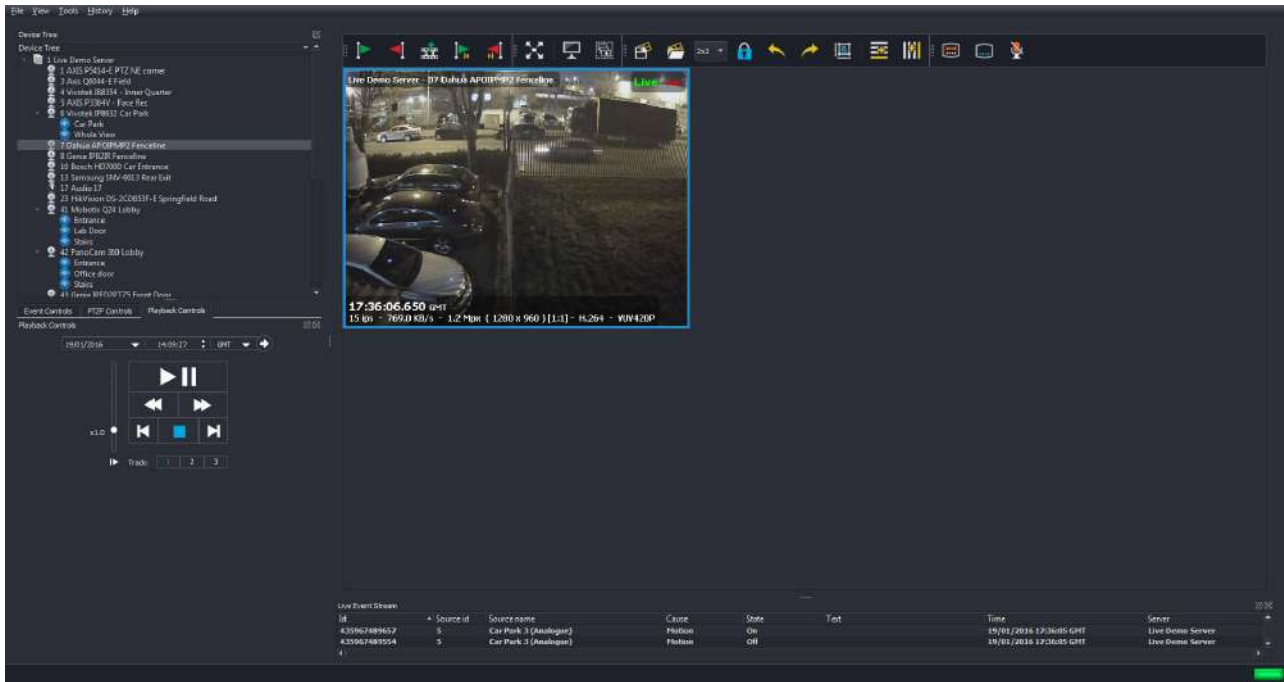 File View Tools History Help
Device Tree
Device Tree
1 Live Demo Server
1 AXIS P5414-E PTZ NE corner
3 Axis Q6044-E Field
4 Vivotek IB8354 - Inner Quarter
5 AXIS P3384V - Face Rec
6 Vivotek IP8632 Car Park
Car Park
Whole View
7 Dahua APOIPMP2 Fenceline
8 Genie IPB2IR Fenceline
10 Bosch HD700D Car Entrance
13 Samsung SNV-6013 Rear Exit
17 Audio 17
23 HikVision DS-2CD853F-E Springfield Road
41 Mobotix Q24 Lobby
Entrance
Lab Door
Stairs
42 PanoCam 360 Lobby
Entrance
Office door
Stairs
Event Controls PTZF Controls Playback Controls
Playback Controls
19/01/2016 14:09:27 GMT
x1.0
Trads 1 2 3
2x2
Live Demo Server - 07 Dahua APOIPMP2 Fenceline Live
17:36:06.650 GMT
15 ips - 769.0 KB/s - 1.2 Mpx ( 1280 x 960 ) [1:1] - H.264 - YUV420P
Live Event Stream
Id Source id Source name Cause State Text Time Server
435967489657 5 Car Park 3 (Analogue) Motion On 19/01/2016 17:36:05 GMT Live Demo Server
435967489554 5 Car Park 3 (Analogue) Motion Off 19/01/2016 17:36:05 GMT Live Demo Server